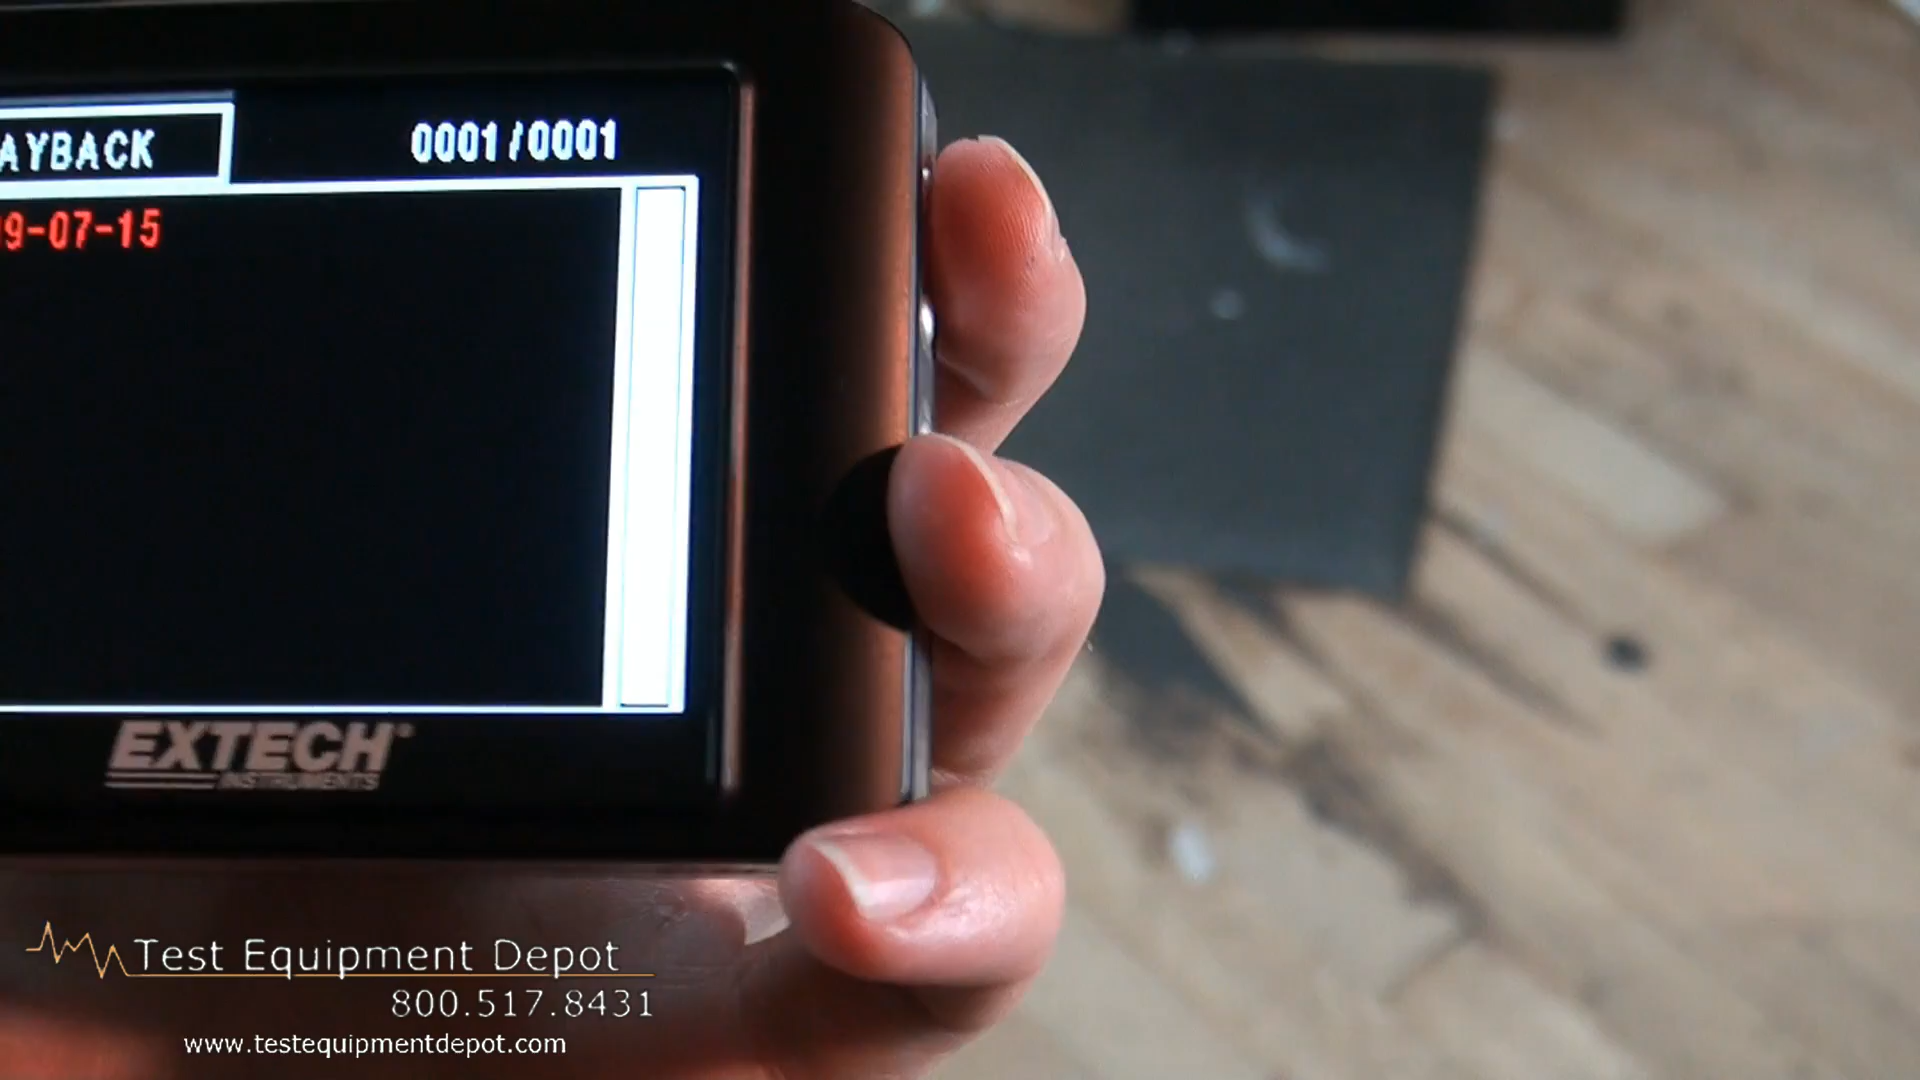 AYBACK 0001/0001
9-07-15
EXTECH
INSTRUMENTS
Test Equipment Depot
800.517.8431
www.testequipmentdepot.com